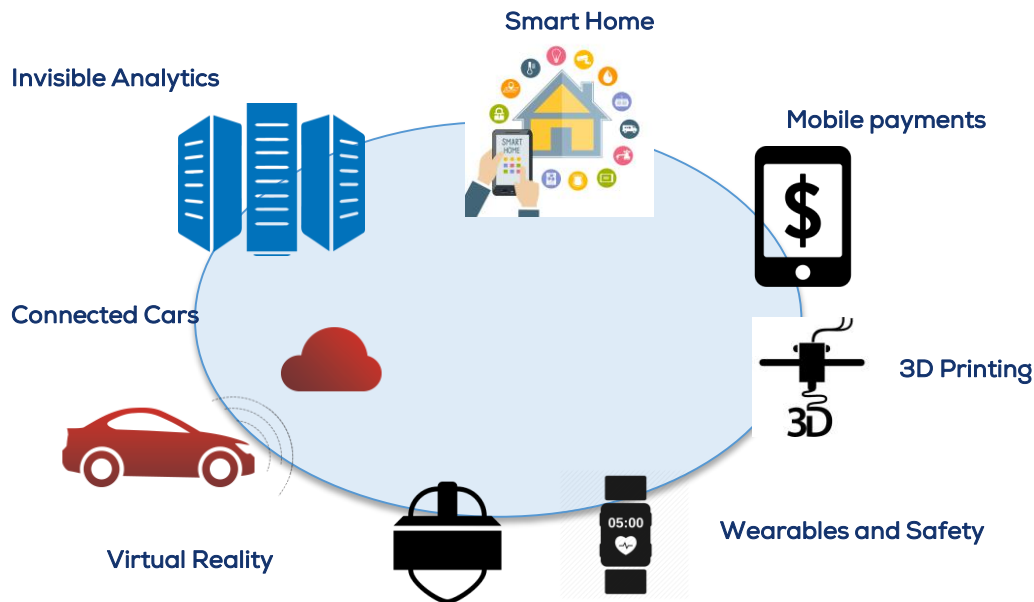 Smart Home
Invisible Analytics
SMART
HOME
Mobile payments
$
Connected Cars
3D Printing
3D
05:00
Wearables and Safety
Virtual Reality